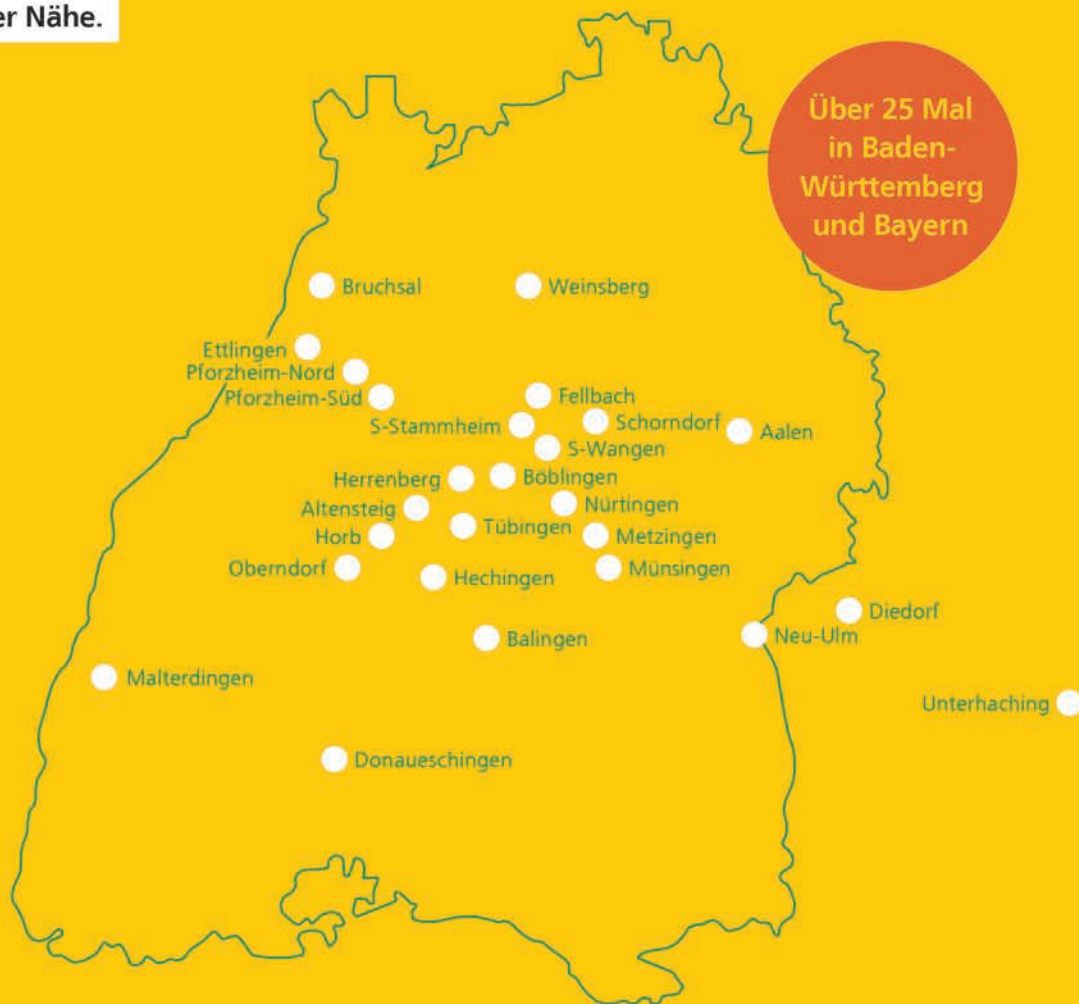 er Nähe.
Über 25 Mal
in Baden-
Württemberg
und Bayern
Bruchsal
Weinsberg
Ettlingen
Pforzheim-Nord
Pforzheim-Süd
Fellbach
S-Stammheim
Schorndorf
Aalen
S-Wangen
Herrenberg
Böblingen
Altensteig
Nürtingen
Tübingen
Horb
Metzingen
Oberndorf
Münsingen
Hechingen
Diedorf
Balingen
Neu-Ulm
Malterdingen
Unterhaching
Donaueschingen